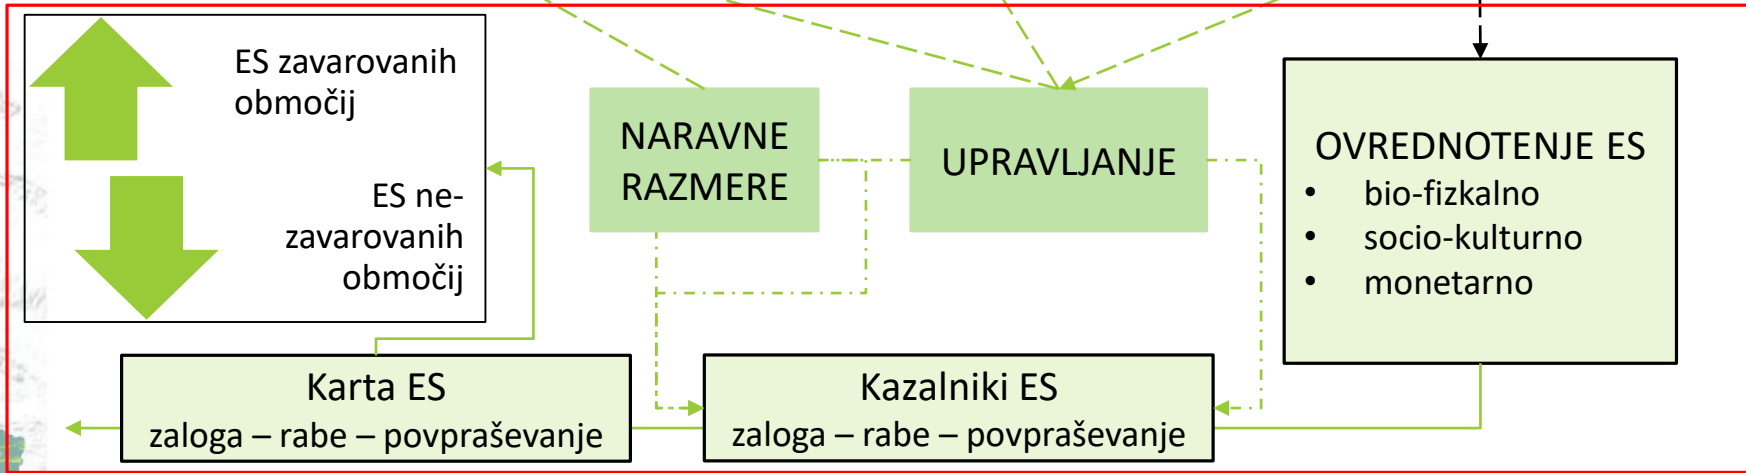 ES zavarovanih
območij
ES ne-
zavarovanih
območij
NARAVNE
RAZMERE
UPRAVLJANJE
OVREDNOTENJE ES
• bio-fizkalno
• socio-kulturno
• monetarno
Karta ES
zaloga – rabe – povpraševanje
Kazalniki ES
zaloga – rabe – povpraševanje